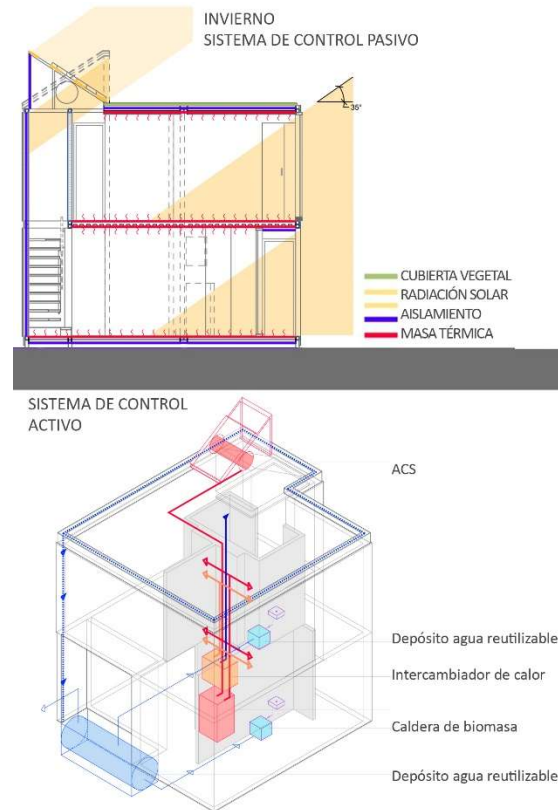 INVIERNO
SISTEMA DE CONTROL PASIVO
35°
CUBIERTA VEGETAL
RADIACIÓN SOLAR
AISLAMIENTO
MASA TÉRMICA
SISTEMA DE CONTROL
ACTIVO
ACS
Depósito agua reutilizable
Intercambiador de calor
Caldera de biomasa
Depósito agua reutilizable